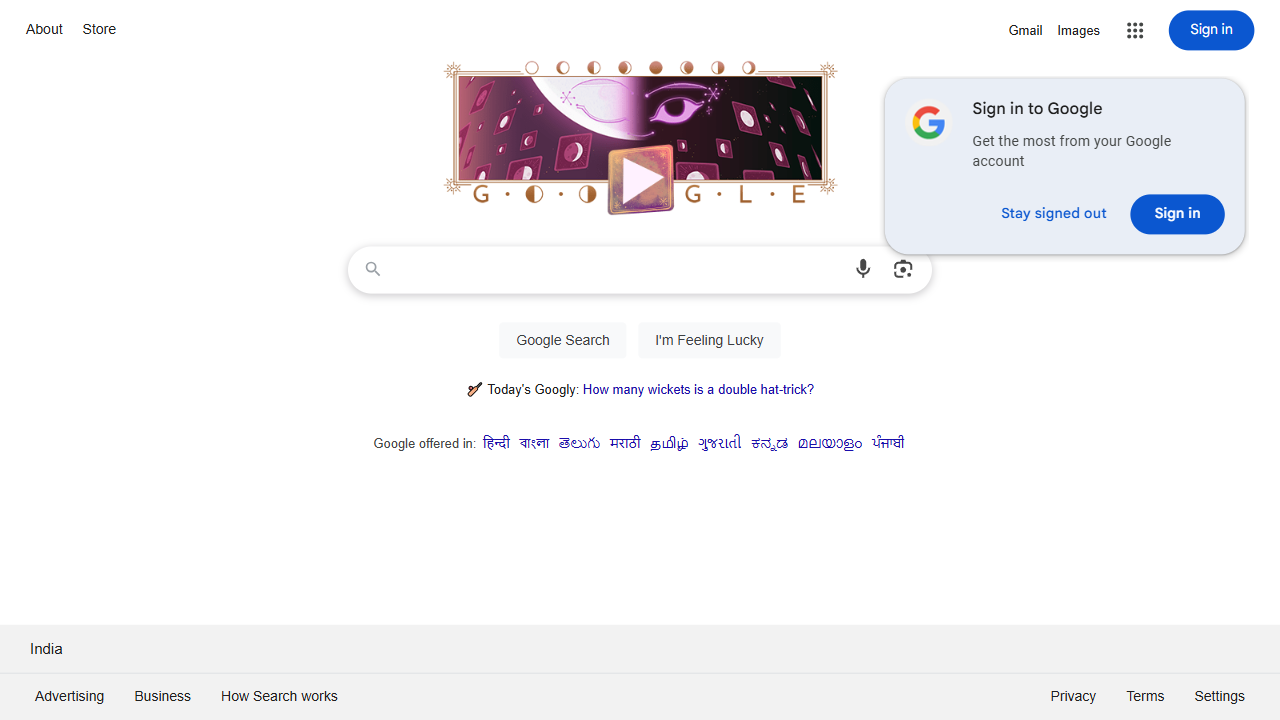 About Store
Gmail Images
Sign in
G · O · O G L E
Sign in to Google
Get the most from your Google
account
Stay signed out Sign in
Google Search I'm Feeling Lucky
Today's Googly: How many wickets is a double hat-trick?
Google offered in: हिन्दी বাংলা తెలుగు मराठी தமிழ் ગુજરાતી ಕನ್ನಡ മലയാളം ਪੰਜਾਬੀ
India
Advertising Business How Search works
Privacy Terms Settings